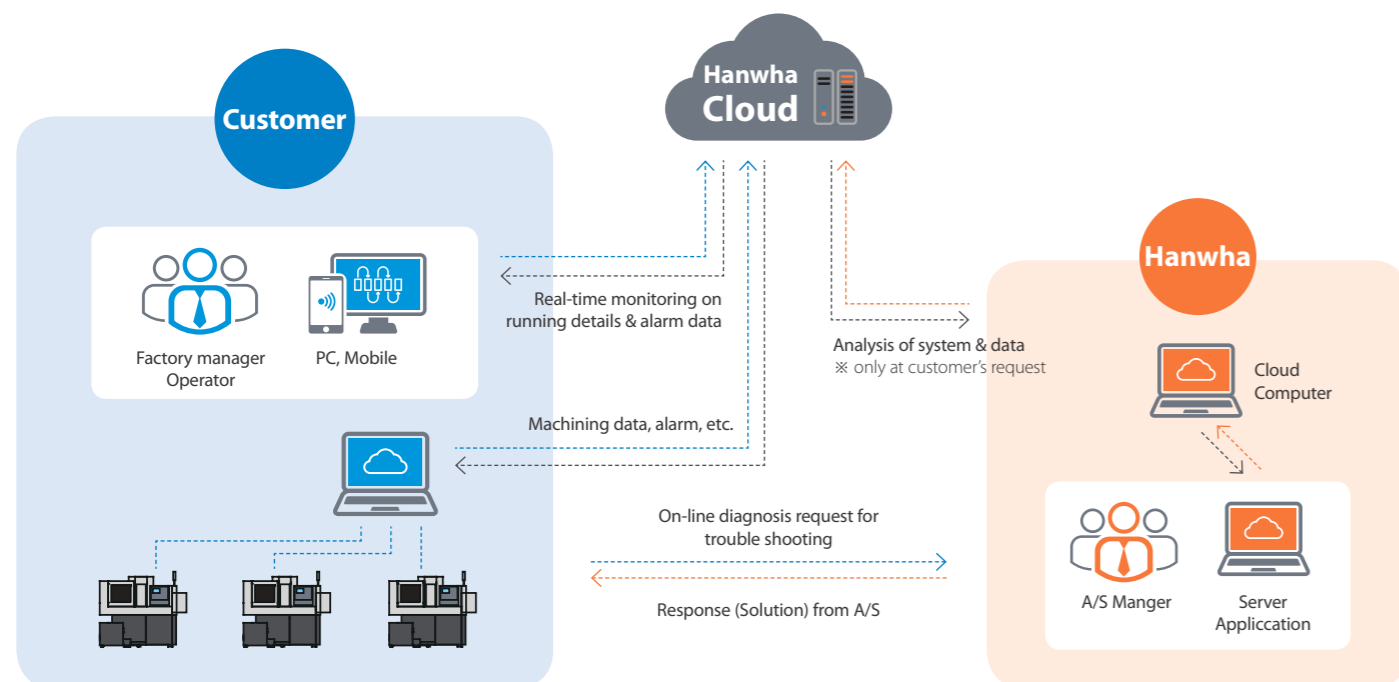 Hanwha
Cloud
Customer
Factory manager
Operator
PC, Mobile
Real-time monitoring on
running details & alarm data
Machining data, alarm, etc.
On-line diagnosis request for
trouble shooting
Response (Solution) from A/S
Analysis of system & data
※ only at customer's request
Hanwha
Cloud
Computer
A/S Manger
Server
Appliccation